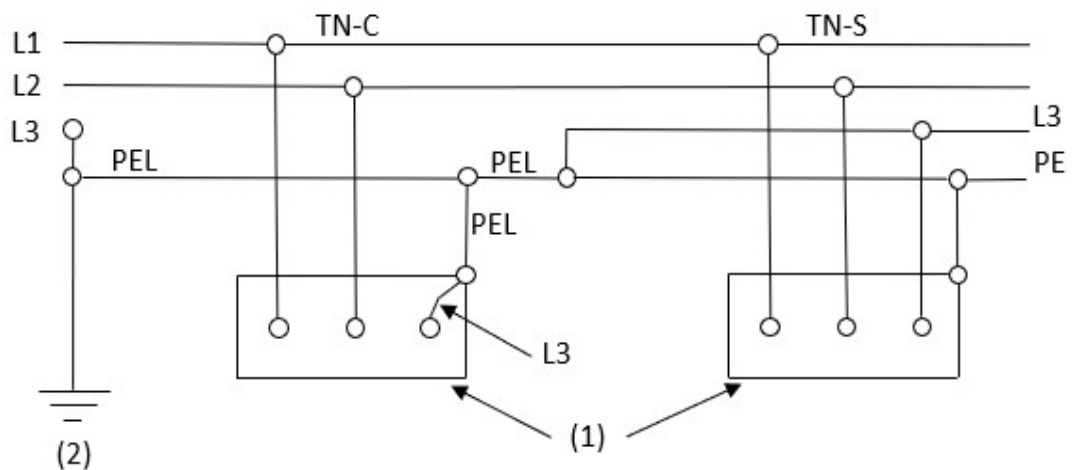 TN-C TN-S
L1
L2
L3 L3
PEL PEL PE
PEL
L3
(1)
(2)